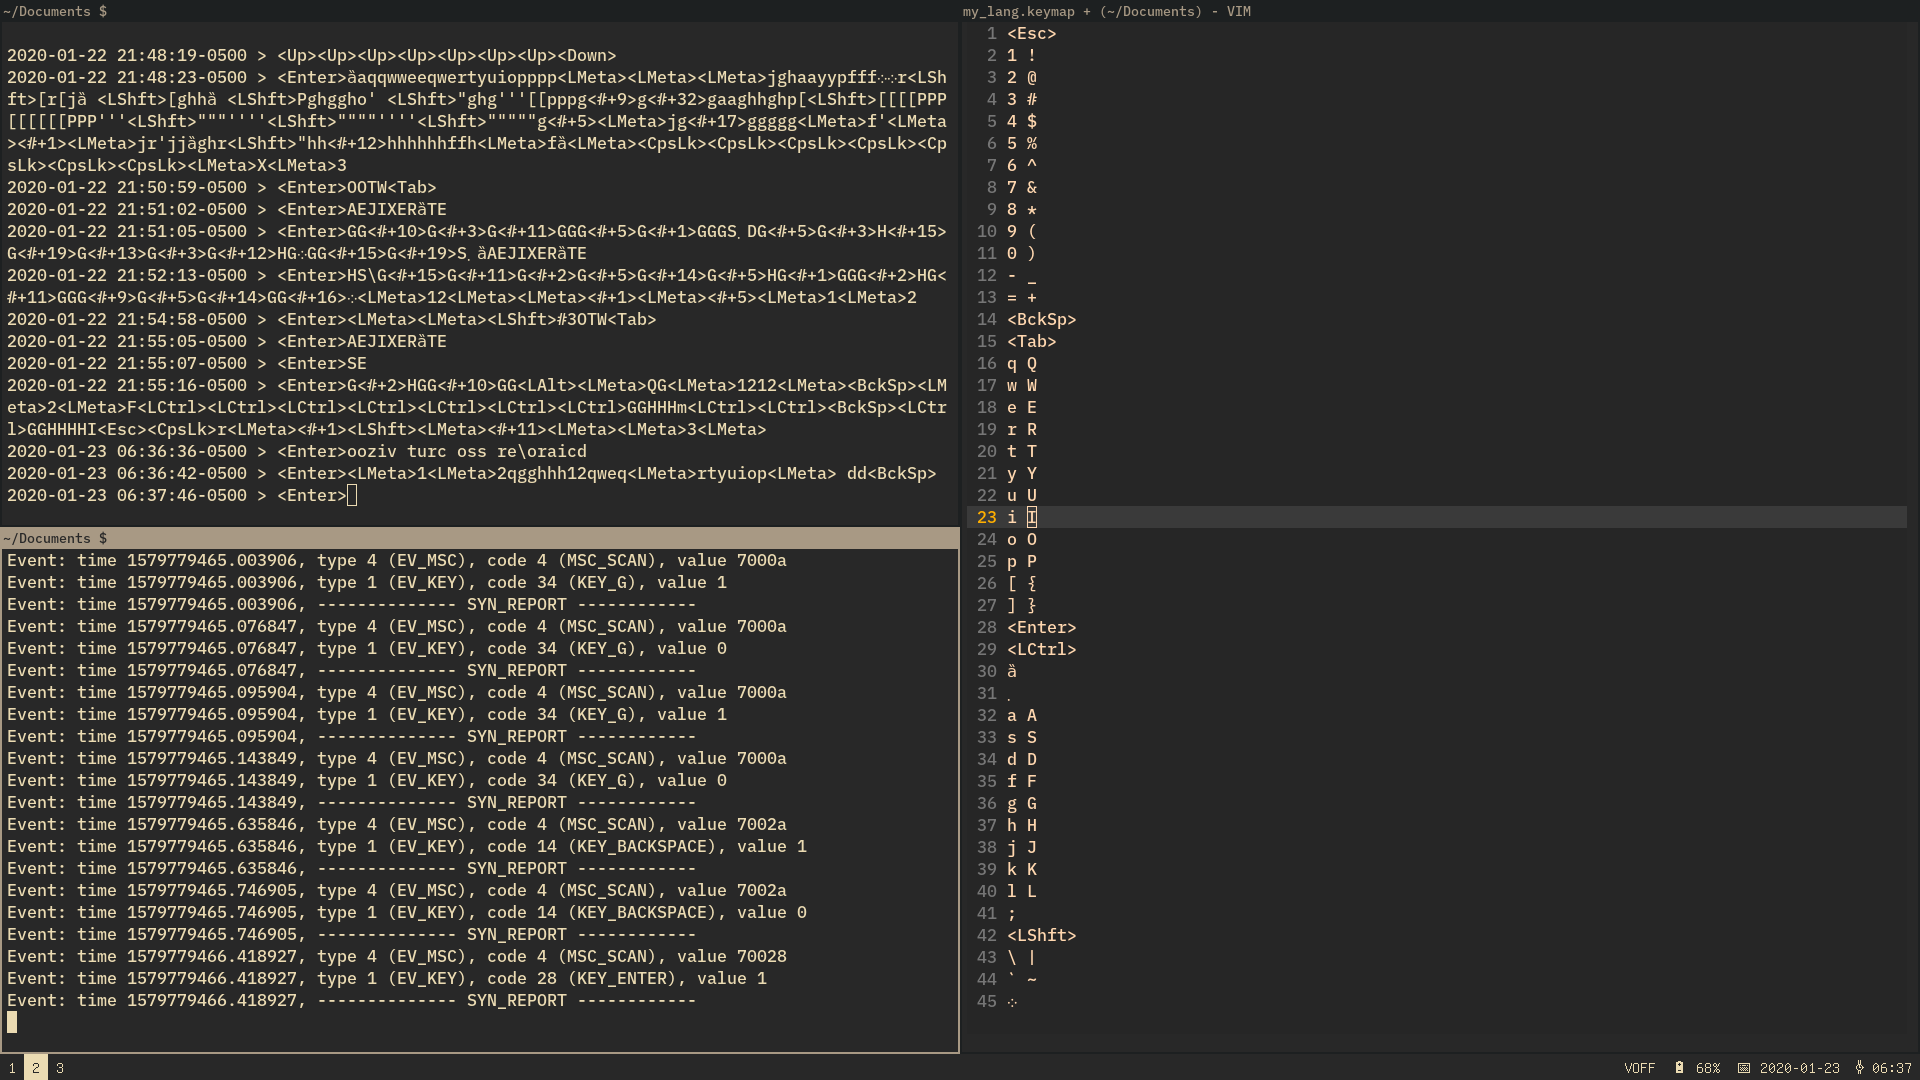 ~/Documents $
2020-01-22 21:48:19-0500 > <Up><Up><Up><Up><Up><Up><Up><Down>
2020-01-22 21:48:23-0500 > <Enter>ȁaqqwweeqwertyuiopppp<LMeta><LMeta><LMeta>jghaayypfff⁘⁘r<LSh
ft>[r[jȁ <LShft>[ghhȁ <LShft>Pghggho' <LShft>"ghg'''[[pppg<#+9>g<#+32>gaaghhghp[<LShft>[[[[PPP
[[[[[[PPP'''<LShft>"""''''<LShft>""""''''<LShft>"""""g<#+5><LMeta>jg<#+17>ggggg<LMeta>f'<LMeta
><#+1><LMeta>jr'jjȁghr<LShft>"hh<#+12>hhhhhhffh<LMeta>fȁ<LMeta><CpsLk><CpsLk><CpsLk><CpsLk><Cp
sLk><CpsLk><CpsLk><LMeta>X<LMeta>3
2020-01-22 21:50:59-0500 > <Enter>OOTW<Tab>
2020-01-22 21:51:02-0500 > <Enter>AEJIXERȁTE
2020-01-22 21:51:05-0500 > <Enter>GG<#+10>G<#+3>G<#+11>GGG<#+5>G<#+1>GGGṢ DG<#+5>G<#+3>H<#+15>
G<#+19>G<#+13>G<#+3>G<#+12>HG⁘GG<#+15>G<#+19>Ṣ ȁAEJIXERȁTE
2020-01-22 21:52:13-0500 > <Enter>HS\G<#+15>G<#+11>G<#+2>G<#+5>G<#+14>G<#+5>HG<#+1>GGG<#+2>HG<
#+11>GGG<#+9>G<#+5>G<#+14>GG<#+16>⁘<LMeta>12<LMeta><LMeta><#+1><LMeta><#+5><LMeta>1<LMeta>2
2020-01-22 21:54:58-0500 > <Enter><LMeta><LMeta><LShft>#3OTW<Tab>
2020-01-22 21:55:05-0500 > <Enter>AEJIXERȁTE
2020-01-22 21:55:07-0500 > <Enter>SE
2020-01-22 21:55:16-0500 > <Enter>G<#+2>HGG<#+10>GG<LAlt><LMeta>QG<LMeta>1212<LMeta><BckSp><LM
eta>2<LMeta>F<LCtrl><LCtrl><LCtrl><LCtrl><LCtrl><LCtrl><LCtrl>GGHHHm<LCtrl><LCtrl><BckSp><LCtr
l>GGHHHHI<Esc><CpsLk>r<LMeta><#+1><LShft><LMeta><#+11><LMeta><LMeta>3<LMeta>
2020-01-23 06:36:36-0500 > <Enter>ooziv turc oss re\oraicd
2020-01-23 06:36:42-0500 > <Enter><LMeta>1<LMeta>2qgghhh12qweq<LMeta>rtyuiop<LMeta> dd<BckSp>
2020-01-23 06:37:46-0500 > <Enter>
~/Documents $
Event: time 1579779465.003906, type 4 (EV_MSC), code 4 (MSC_SCAN), value 7000a
Event: time 1579779465.003906, type 1 (EV_KEY), code 34 (KEY_G), value 1
Event: time 1579779465.003906, -------------- SYN_REPORT ------------
Event: time 1579779465.076847, type 4 (EV_MSC), code 4 (MSC_SCAN), value 7000a
Event: time 1579779465.076847, type 1 (EV_KEY), code 34 (KEY_G), value 0
Event: time 1579779465.076847, -------------- SYN_REPORT ------------
Event: time 1579779465.095904, type 4 (EV_MSC), code 4 (MSC_SCAN), value 7000a
Event: time 1579779465.095904, type 1 (EV_KEY), code 34 (KEY_G), value 1
Event: time 1579779465.095904, -------------- SYN_REPORT ------------
Event: time 1579779465.143849, type 4 (EV_MSC), code 4 (MSC_SCAN), value 7000a
Event: time 1579779465.143849, type 1 (EV_KEY), code 34 (KEY_G), value 0
Event: time 1579779465.143849, -------------- SYN_REPORT ------------
Event: time 1579779465.635846, type 4 (EV_MSC), code 4 (MSC_SCAN), value 7002a
Event: time 1579779465.635846, type 1 (EV_KEY), code 14 (KEY_BACKSPACE), value 1
Event: time 1579779465.635846, -------------- SYN_REPORT ------------
Event: time 1579779465.746905, type 4 (EV_MSC), code 4 (MSC_SCAN), value 7002a
Event: time 1579779465.746905, type 1 (EV_KEY), code 14 (KEY_BACKSPACE), value 0
Event: time 1579779465.746905, -------------- SYN_REPORT ------------
Event: time 1579779466.418927, type 4 (EV_MSC), code 4 (MSC_SCAN), value 70028
Event: time 1579779466.418927, type 1 (EV_KEY), code 28 (KEY_ENTER), value 1
Event: time 1579779466.418927, -------------- SYN_REPORT ------------
my_lang.keymap + (~/Documents) - VIM
1 <Esc>
2 1 !
3 2 @
4 3 #
5 4 $
6 5 %
7 6 ^
8 7 &
9 8 *
10 9 (
11 0 )
12 - _
13 = +
14 <BckSp>
15 <Tab>
16 q Q
17 w W
18 e E
19 r R
20 t T
21 y Y
22 u U
23 i I
24 o O
25 p P
26 [ {
27 ] }
28 <Enter>
29 <LCtrl>
30 ȁ
31 ̣
32 a A
33 s S
34 d D
35 f F
36 g G
37 h H
38 j J
39 k K
40 l L
41 ;
42 <LShft>
43 \ |
44 ` ~
45 ⁘
1 2 3
VOFF 68% 2020-01-23 06:37